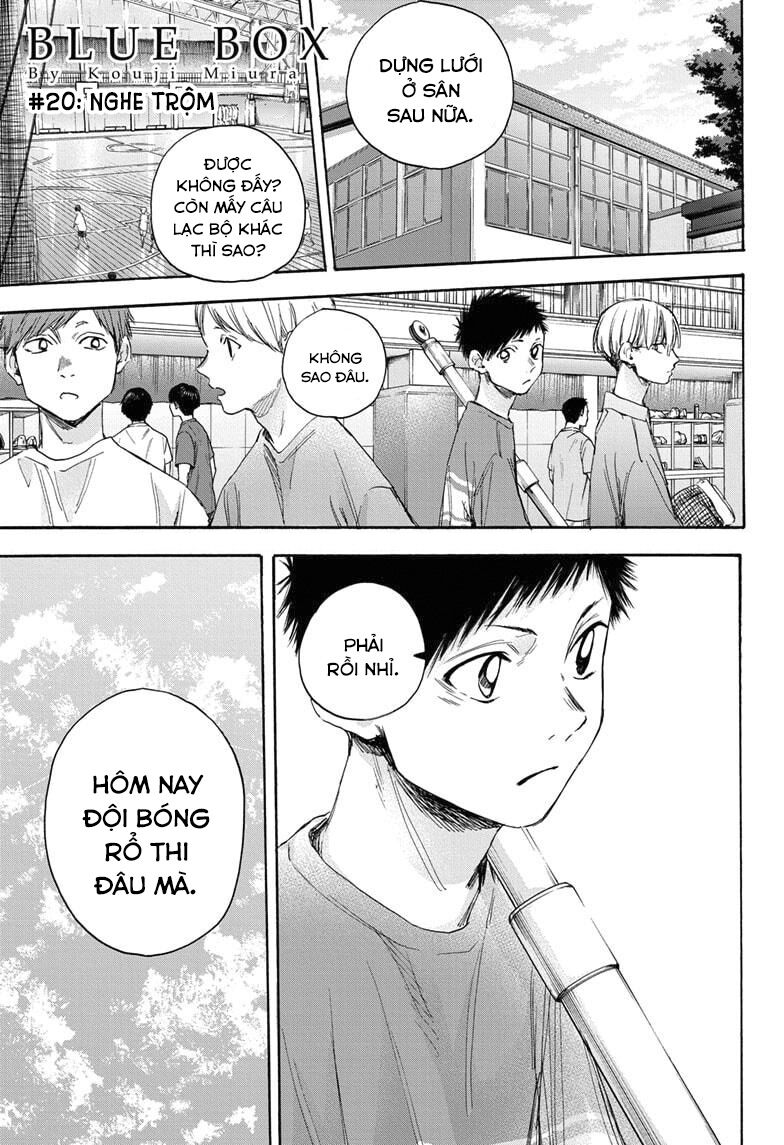 BLUE BOX
By Kouji Miura
#20: NGHE TRỘM
DỰNG LƯỚI
Ở SÂN
SAU NỮA.
ĐƯỢC
KHÔNG ĐẤY?
CÒN MẤY CÂU
LẠC BỘ KHÁC
THÌ SAO?
KHÔNG
SAO ĐÂU.
PHẢI
RỒI NHỈ.
HÔM NAY
ĐỘI BÓNG
RỔ THI
ĐẤU MÀ.